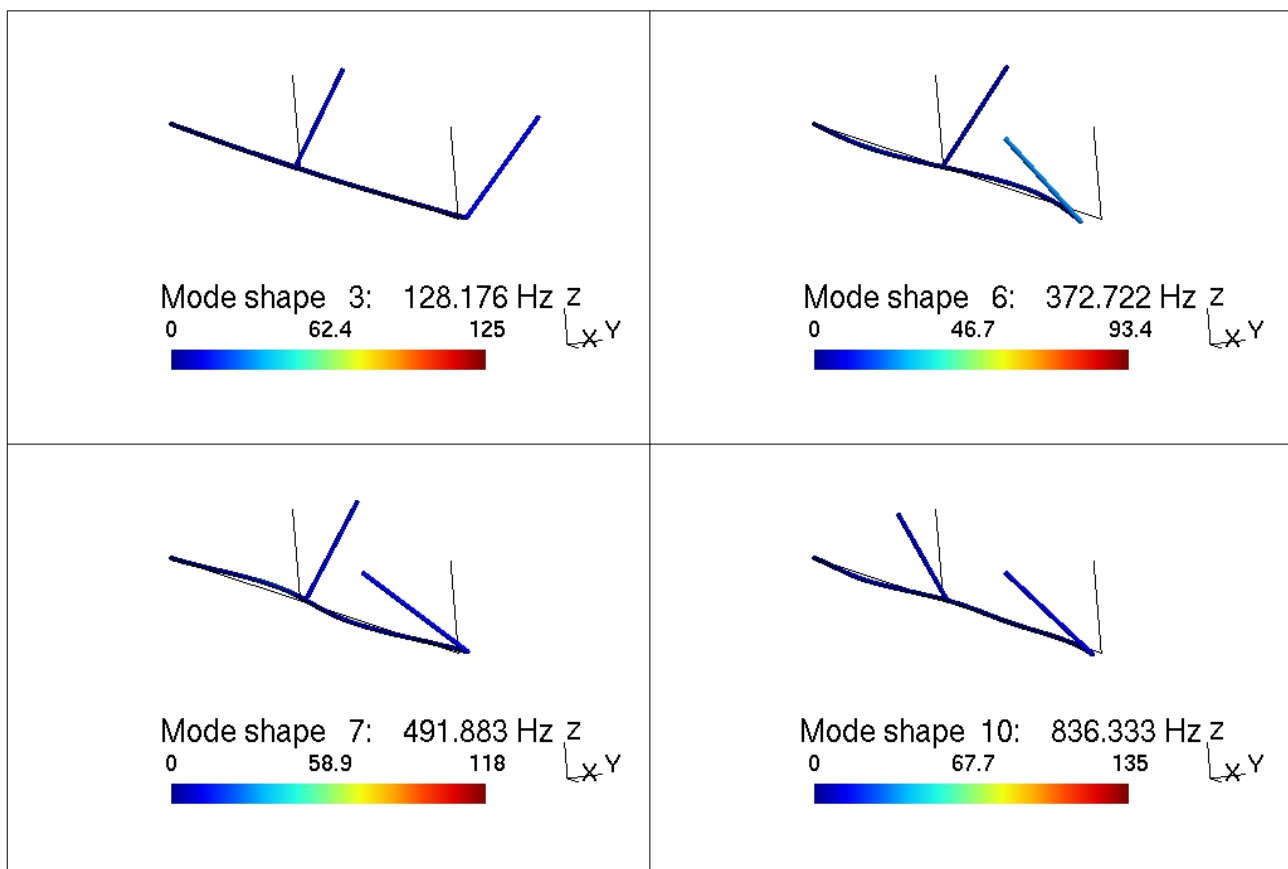 Mode shape 3: 128.176 Hz
Z
0 62.4 125
X Y
Mode shape 6: 372.722 Hz
Z
0 46.7 93.4
X Y
Mode shape 7: 491.883 Hz
Z
0 58.9 118
X Y
Mode shape 10: 836.333 Hz
Z
0 67.7 135
X Y